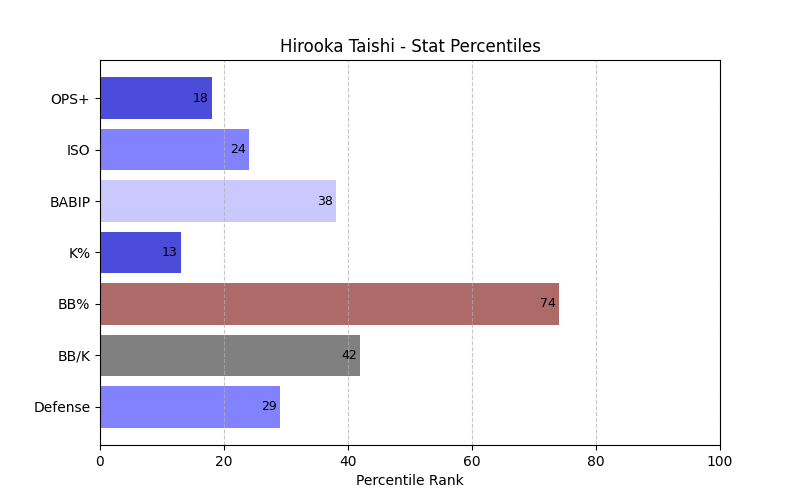 Hirooka Taishi - Stat Percentiles
OPS+ 18
ISO 24
BABIP 38
K% 13
BB% 74
BB/K 42
Defense 29
0 20 40 60 80 100
Percentile Rank